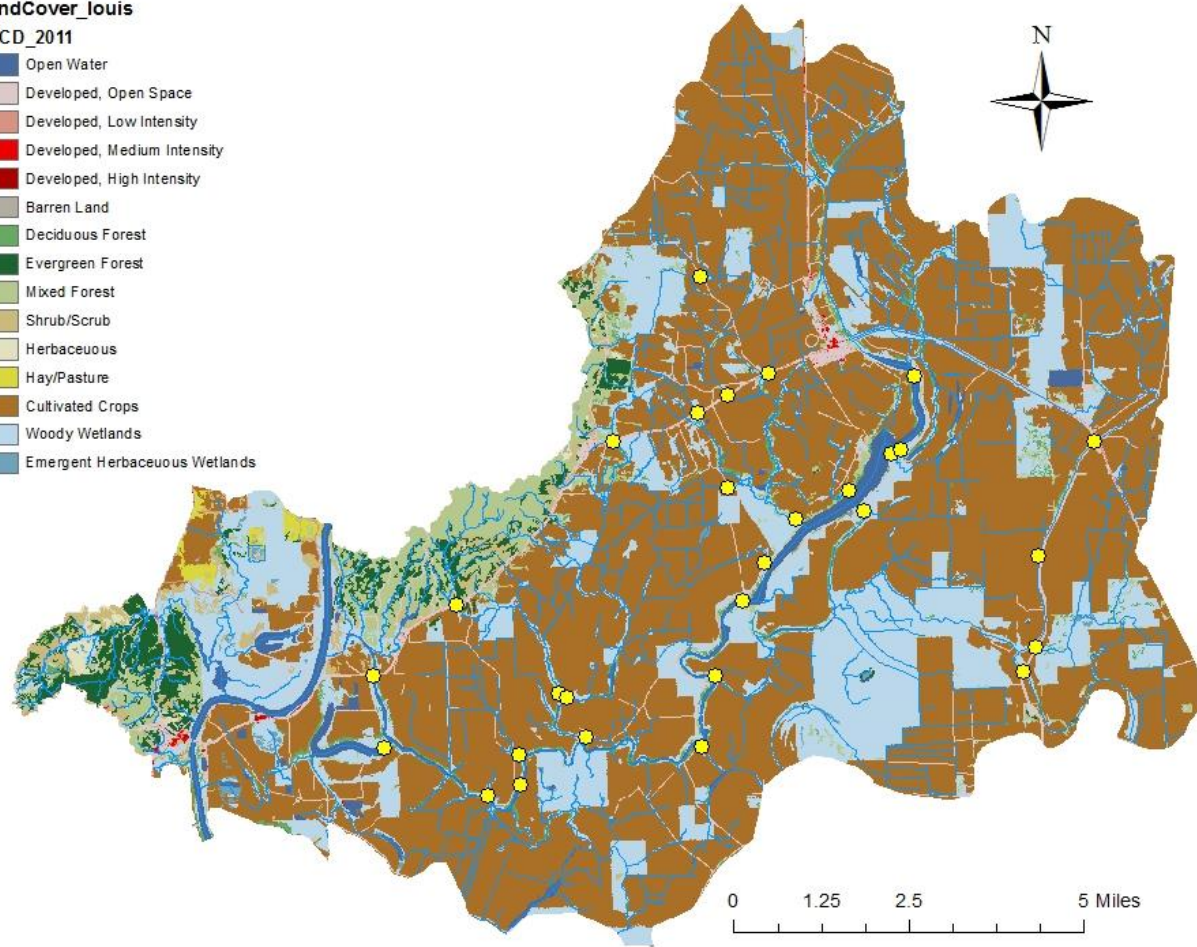 ndCover_louis
CD_2011
Open Water
Developed, Open Space
Developed, Low Intensity
Developed, Medium Intensity
Developed, High Intensity
Barren Land
Deciduous Forest
Evergreen Forest
Mixed Forest
Shrub/Scrub
Herbaceuous
Hay/Pasture
Cultivated Crops
Woody Wetlands
Emergent Herbaceuous Wetlands
N
0 1.25 2.5 5 Miles